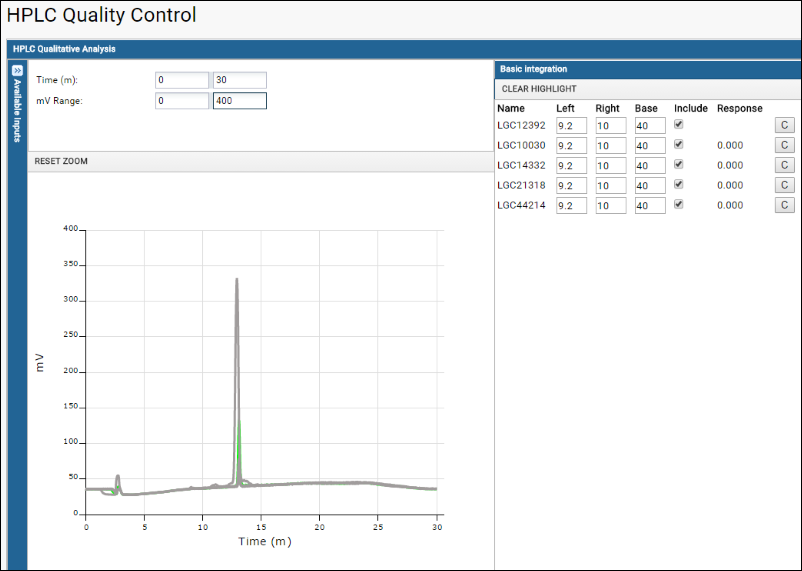 HPLC Quality Control
HPLC Qualitative Analysis
Available Inputs
Time (m): 0 30
mV Range: 0 400
RESET ZOOM
400
350
300
250
200
150
100
50
0
mV
0 5 10 15 20 25 30
Time (m)
Basic Integration
CLEAR HIGHLIGHT
Name Left Right Base Include Response
LGC12392 9.2 10 40 C
LGC10030 9.2 10 40 0.000 C
LGC14332 9.2 10 40 0.000 C
LGC21318 9.2 10 40 0.000 C
LGC44214 9.2 10 40 0.000 C